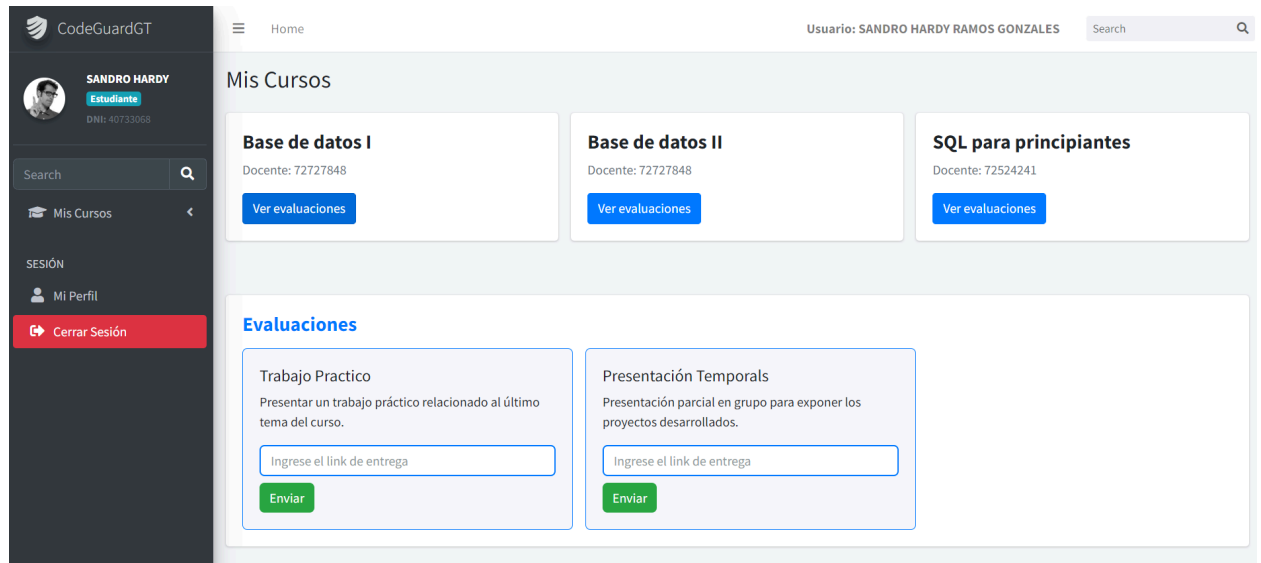 CodeGuardGT
Home
Usuario: SANDRO HARDY RAMOS GONZALES
Search
SANDRO HARDY
Estudiante
DNI: 40733068
Search
Mis Cursos
SESIÓN
Mi Perfil
Cerrar Sesión
Mis Cursos
Base de datos I
Docente: 72727848
Ver evaluaciones
Base de datos II
Docente: 72727848
Ver evaluaciones
SQL para principiantes
Docente: 72524241
Ver evaluaciones
Evaluaciones
Trabajo Practico
Presentar un trabajo práctico relacionado al último
tema del curso.
Ingrese el link de entrega
Enviar
Presentación Temporals
Presentación parcial en grupo para exponer los
proyectos desarrollados.
Ingrese el link de entrega
Enviar